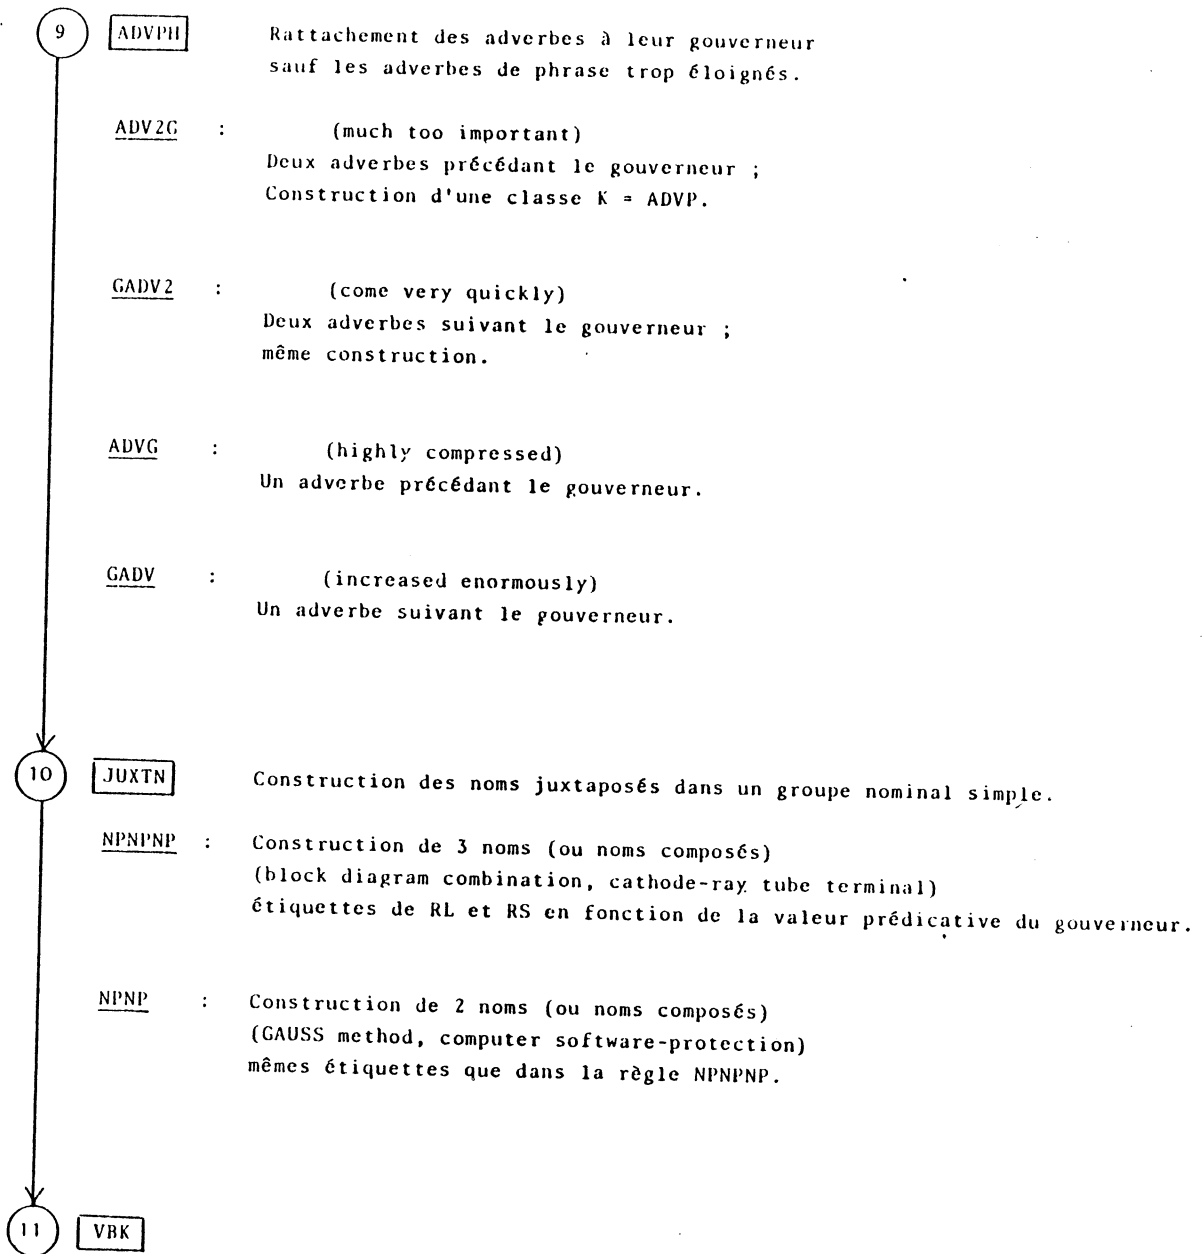 9 ADVPH Rattachement des adverbes à leur gouverneur
sauf les adverbes de phrase trop éloignés.
ADV2G : (much too important)
Deux adverbes précédant le gouverneur ;
Construction d'une classe K = ADVP.
GADV2 : (come very quickly)
Deux adverbes suivant le gouverneur ;
même construction.
ADVG : (highly compressed)
Un adverbe précédant le gouverneur.
GADV : (increased enormously)
Un adverbe suivant le gouverneur.
10 JUXTN Construction des noms juxtaposés dans un groupe nominal simple.
NPNPNP : Construction de 3 noms (ou noms composés)
(block diagram combination, cathode-ray tube terminal)
étiquettes de RL et RS en fonction de la valeur prédicative du gouverneur.
NPNP : Construction de 2 noms (ou noms composés)
(GAUSS method, computer software-protection)
mêmes étiquettes que dans la règle NPNPNP.
11 VBK